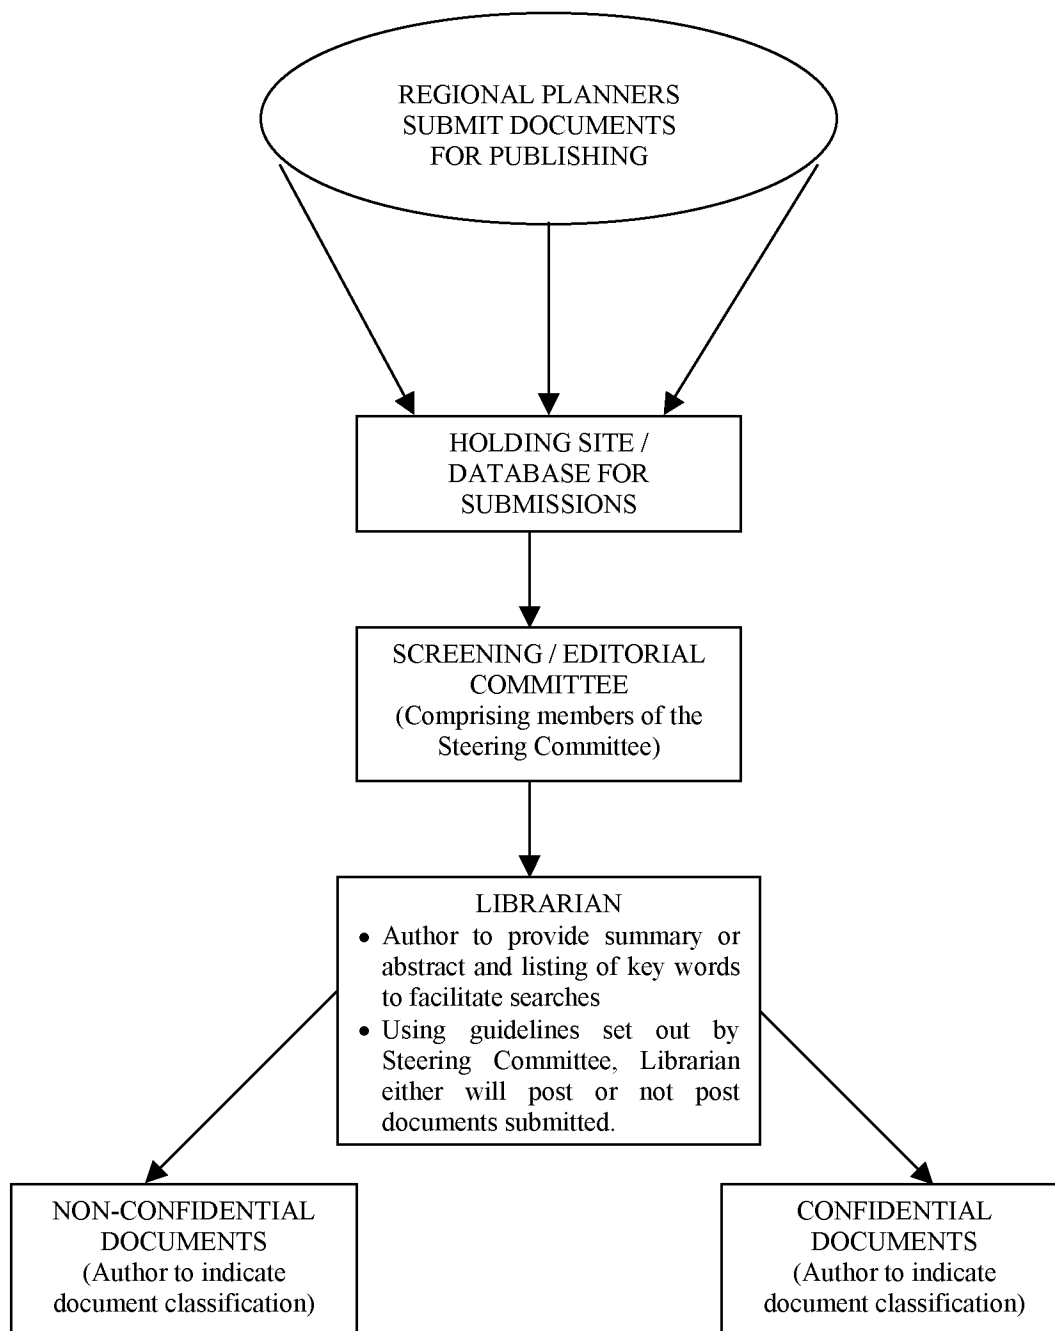 REGIONAL PLANNERS
SUBMIT DOCUMENTS
FOR PUBLISHING
HOLDING SITE /
DATABASE FOR
SUBMISSIONS
SCREENING / EDITORIAL
COMMITTEE
(Comprising members of the
Steering Committee)
LIBRARIAN
• Author to provide summary or
abstract and listing of key words
to facilitate searches
• Using guidelines set out by
Steering Committee, Librarian
either will post or not post
documents submitted.
NON-CONFIDENTIAL
DOCUMENTS
(Author to indicate
document classification)
CONFIDENTIAL
DOCUMENTS
(Author to indicate
document classification)